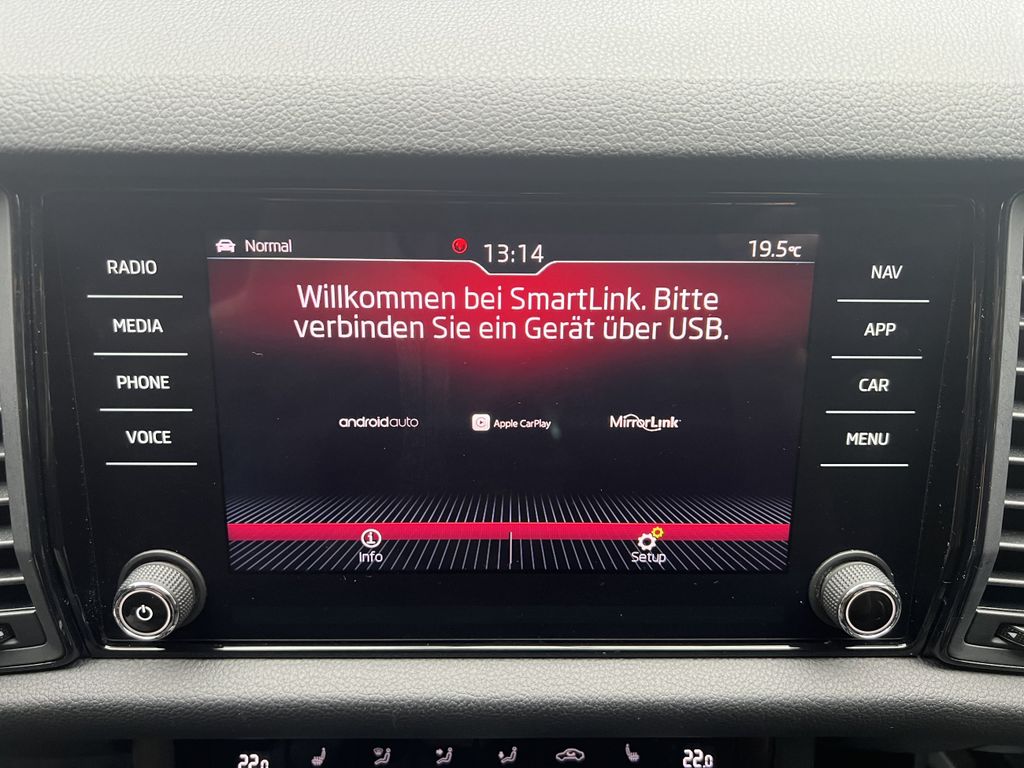 Normal
13:14
19.5°C
Willkommen bei SmartLink. Bitte
verbinden Sie ein Gerät über USB.
androidauto
Apple CarPlay
MirrorLink
Info
Setup
RADIO
MEDIA
PHONE
VOICE
NAV
APP
CAR
MENU
22.0
22.0